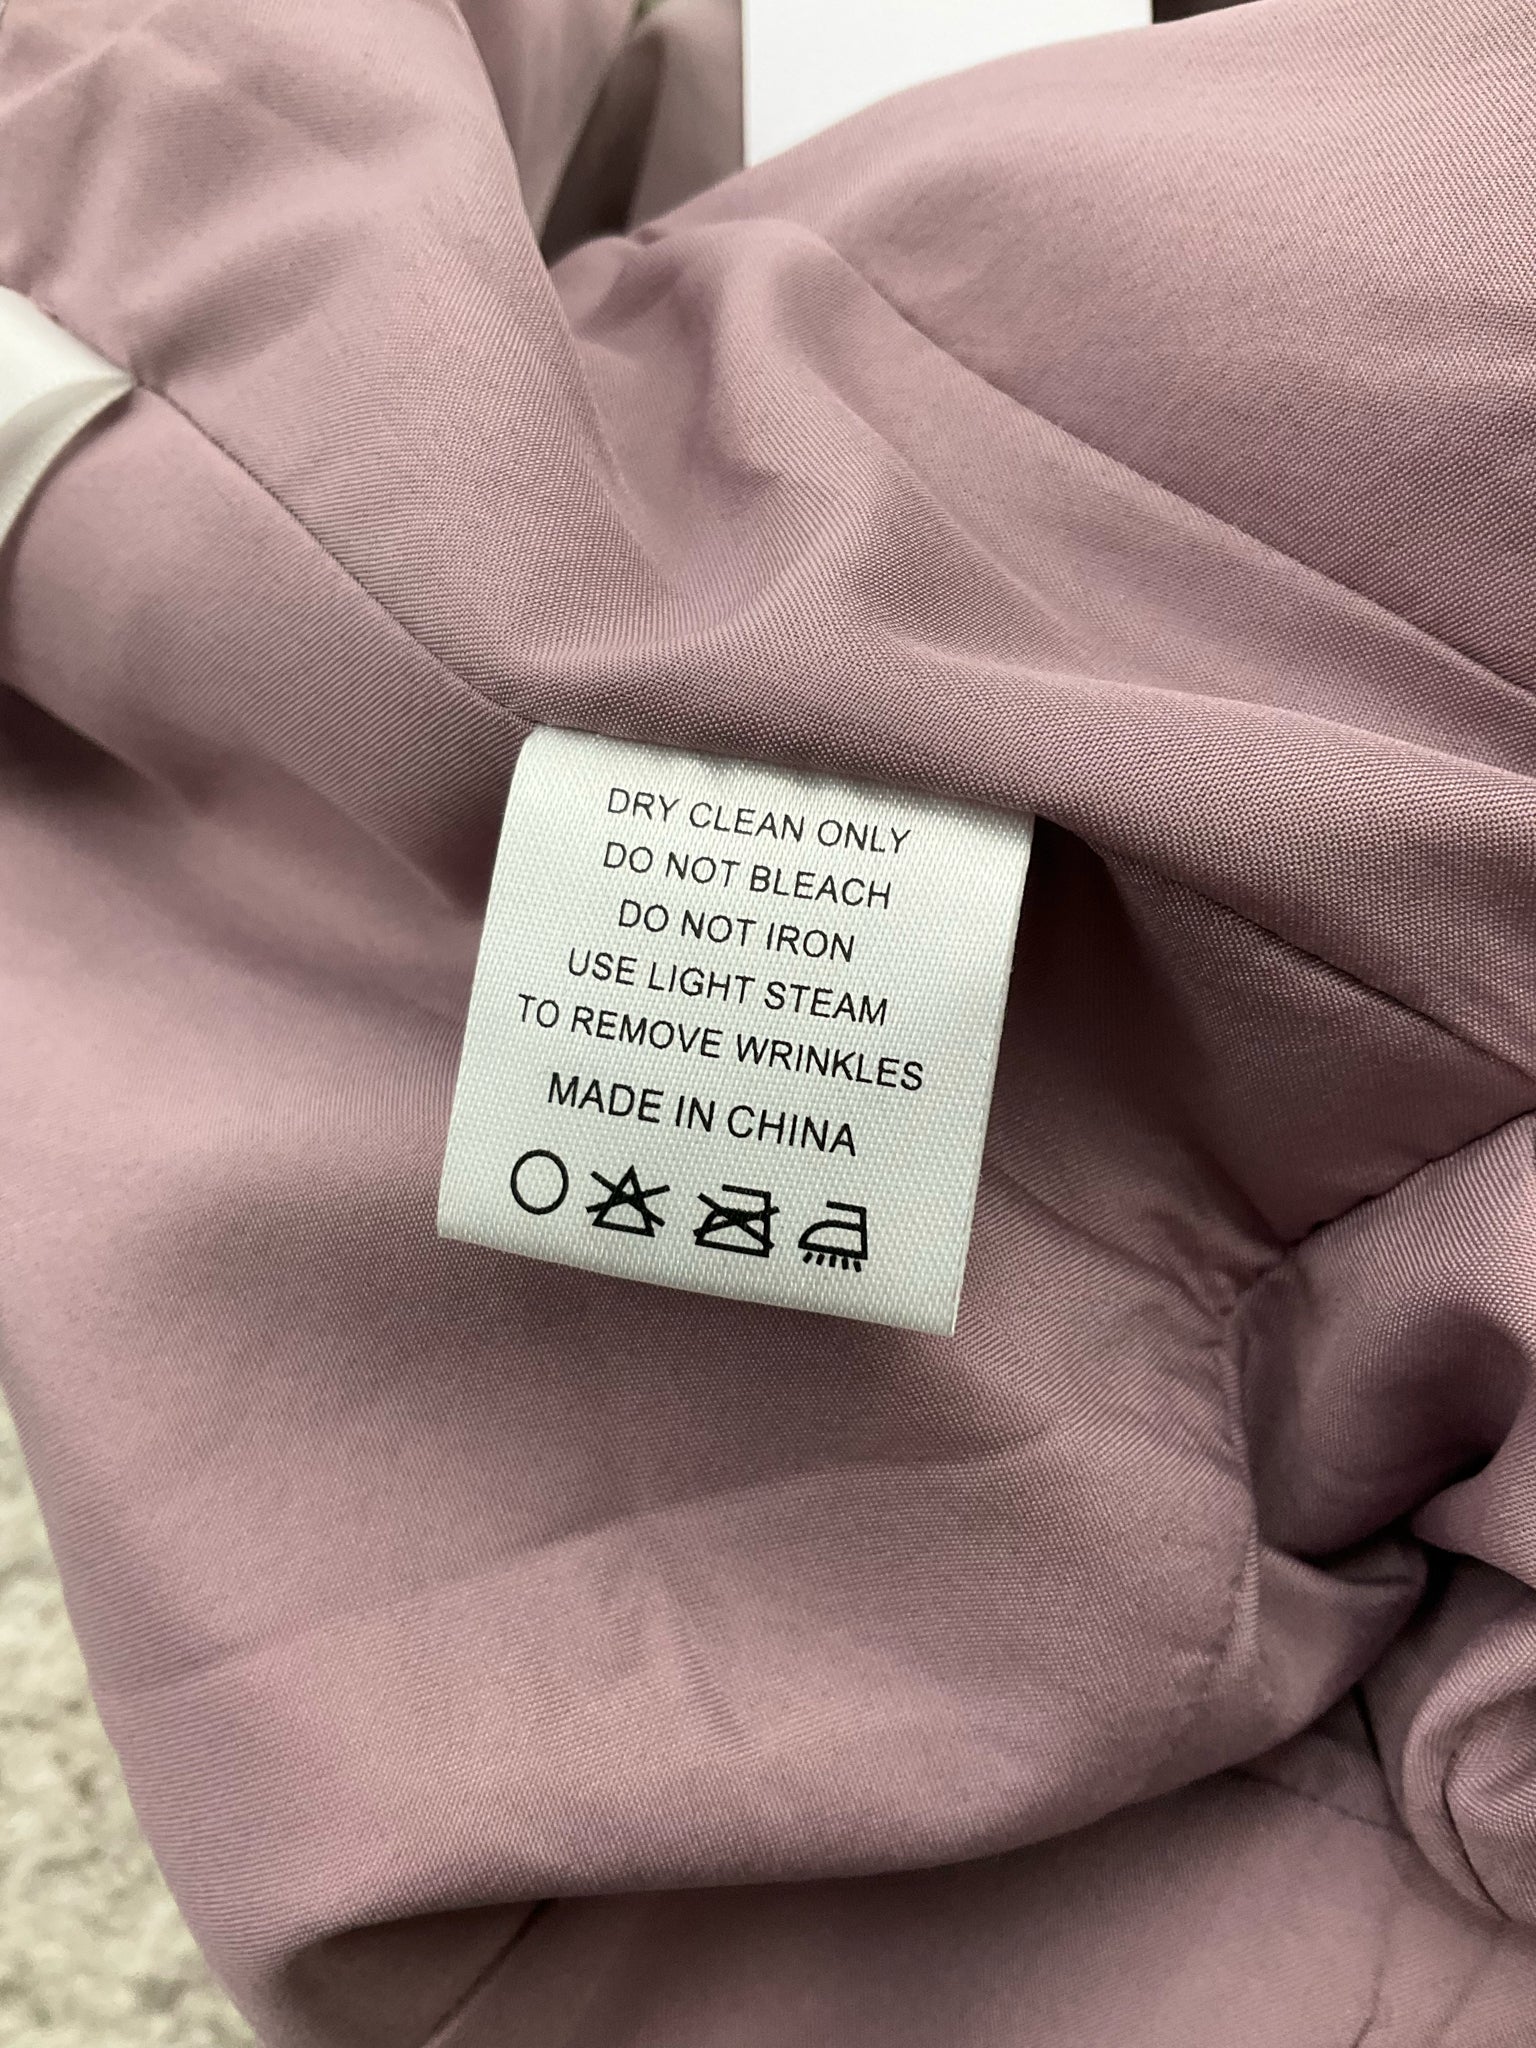 DRY CLEAN ONLY
DO NOT BLEACH
DO NOT IRON
USE LIGHT STEAM
TO REMOVE WRINKLES
MADE IN CHINA